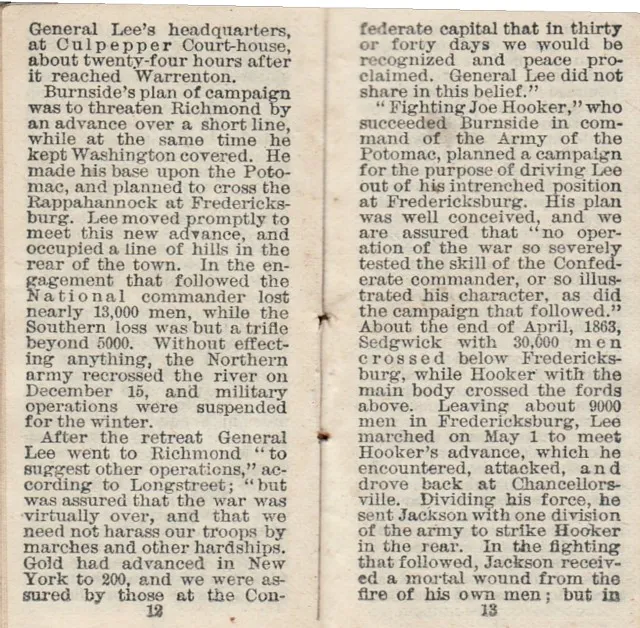 General Lee's headquarters,
at Culpepper Court-house,
about twenty-four hours after
it reached Warrenton.
Burnside's plan of campaign
was to threaten Richmond by
an advance over a short line,
while at the same time he
kept Washington covered. He
made his base upon the Poto-
mac, and planned to cross the
Rappahannock at Fredericks-
burg. Lee moved promptly to
meet this new advance, and
occupied a line of hills in the
rear of the town. In the en-
gagement that followed the
National commander lost
nearly 13,000 men, while the
Southern loss was but a trifle
beyond 5000. Without effect-
ing anything, the Northern
army recrossed the river on
December 15, and military
operations were suspended
for the winter.
After the retreat General
Lee went to Richmond "to
suggest other operations," ac-
cording to Longstreet; "but
was assured that the war was
virtually over, and that we
need not harass our troops by
marches and other hardships.
Gold had advanced in New
York to 200, and we were as-
sured by those at the Con-
12
federate capital that in thirty
or forty days we would be
recognized and peace pro-
claimed. General Lee did not
share in this belief."
"Fighting Joe Hooker," who
succeeded Burnside in com-
mand of the Army of the
Potomac, planned a campaign
for the purpose of driving Lee
out of his intrenched position
at Fredericksburg. His plan
was well conceived, and we
are assured that "no oper-
ation of the war so severely
tested the skill of the Confed-
erate commander, or so illus-
trated his character, as did
the campaign that followed."
About the end of April, 1863,
Sedgwick with 30,000 men
crossed below Fredericks-
burg, while Hooker with the
main body crossed the fords
above. Leaving about 9000
men in Fredericksburg, Lee
marched on May 1 to meet
Hooker's advance, which he
encountered, attacked, and
drove back at Chancellors-
ville. Dividing his force, he
sent Jackson with one division
of the army to strike Hooker
in the rear. In the fighting
that followed, Jackson receiv-
ed a mortal wound from the
fire of his own men; but in
13